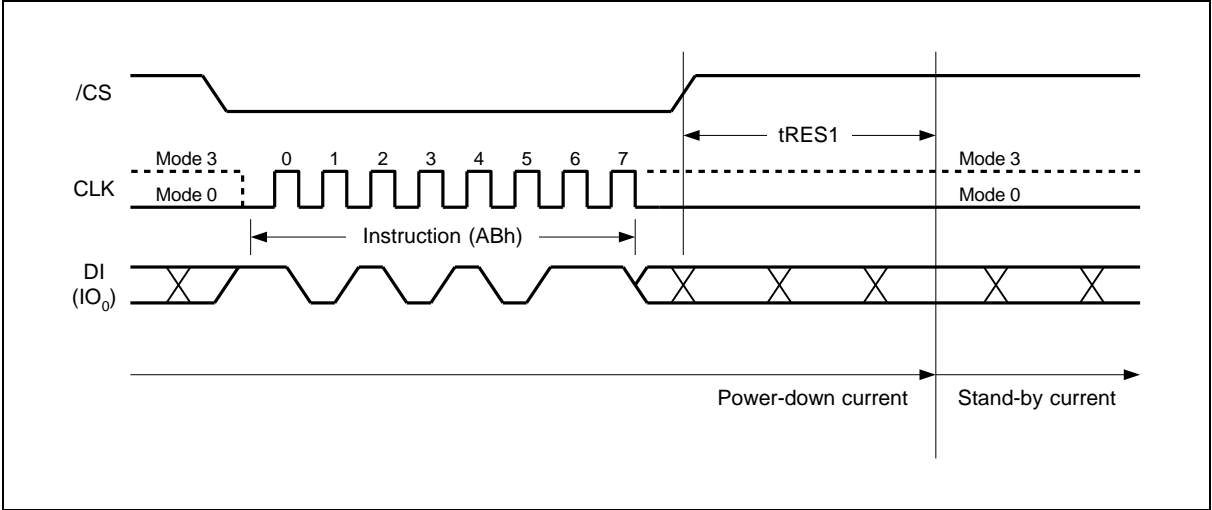 /CS
tRES1
Mode 3 0 1 2 3 4 5 6 7 Mode 3
CLK
Mode 0 Mode 0
Instruction (ABh)
DI
(IO0)
Power-down current Stand-by current